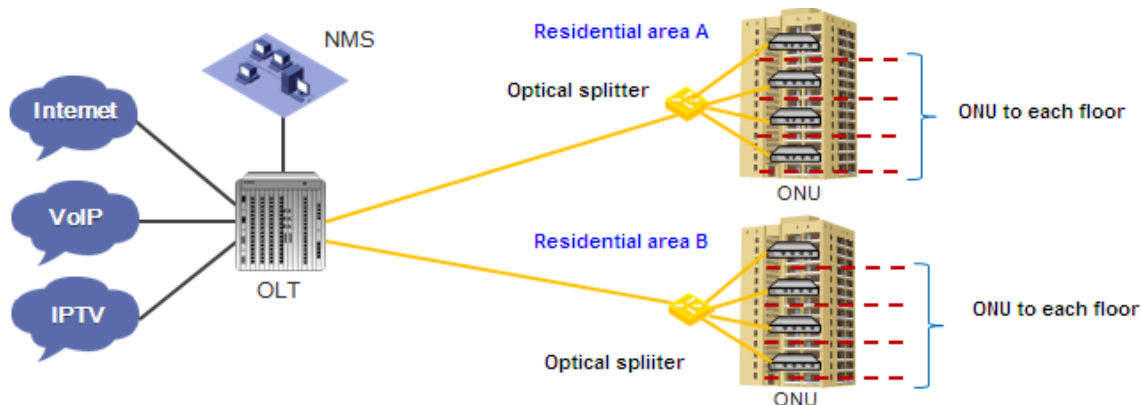 NMS
Residential area A
Internet
Optical splitter
ONU to each floor
ONU
VoIP
Residential area B
OLT
IPTV
ONU to each floor
Optical spliiter
ONU